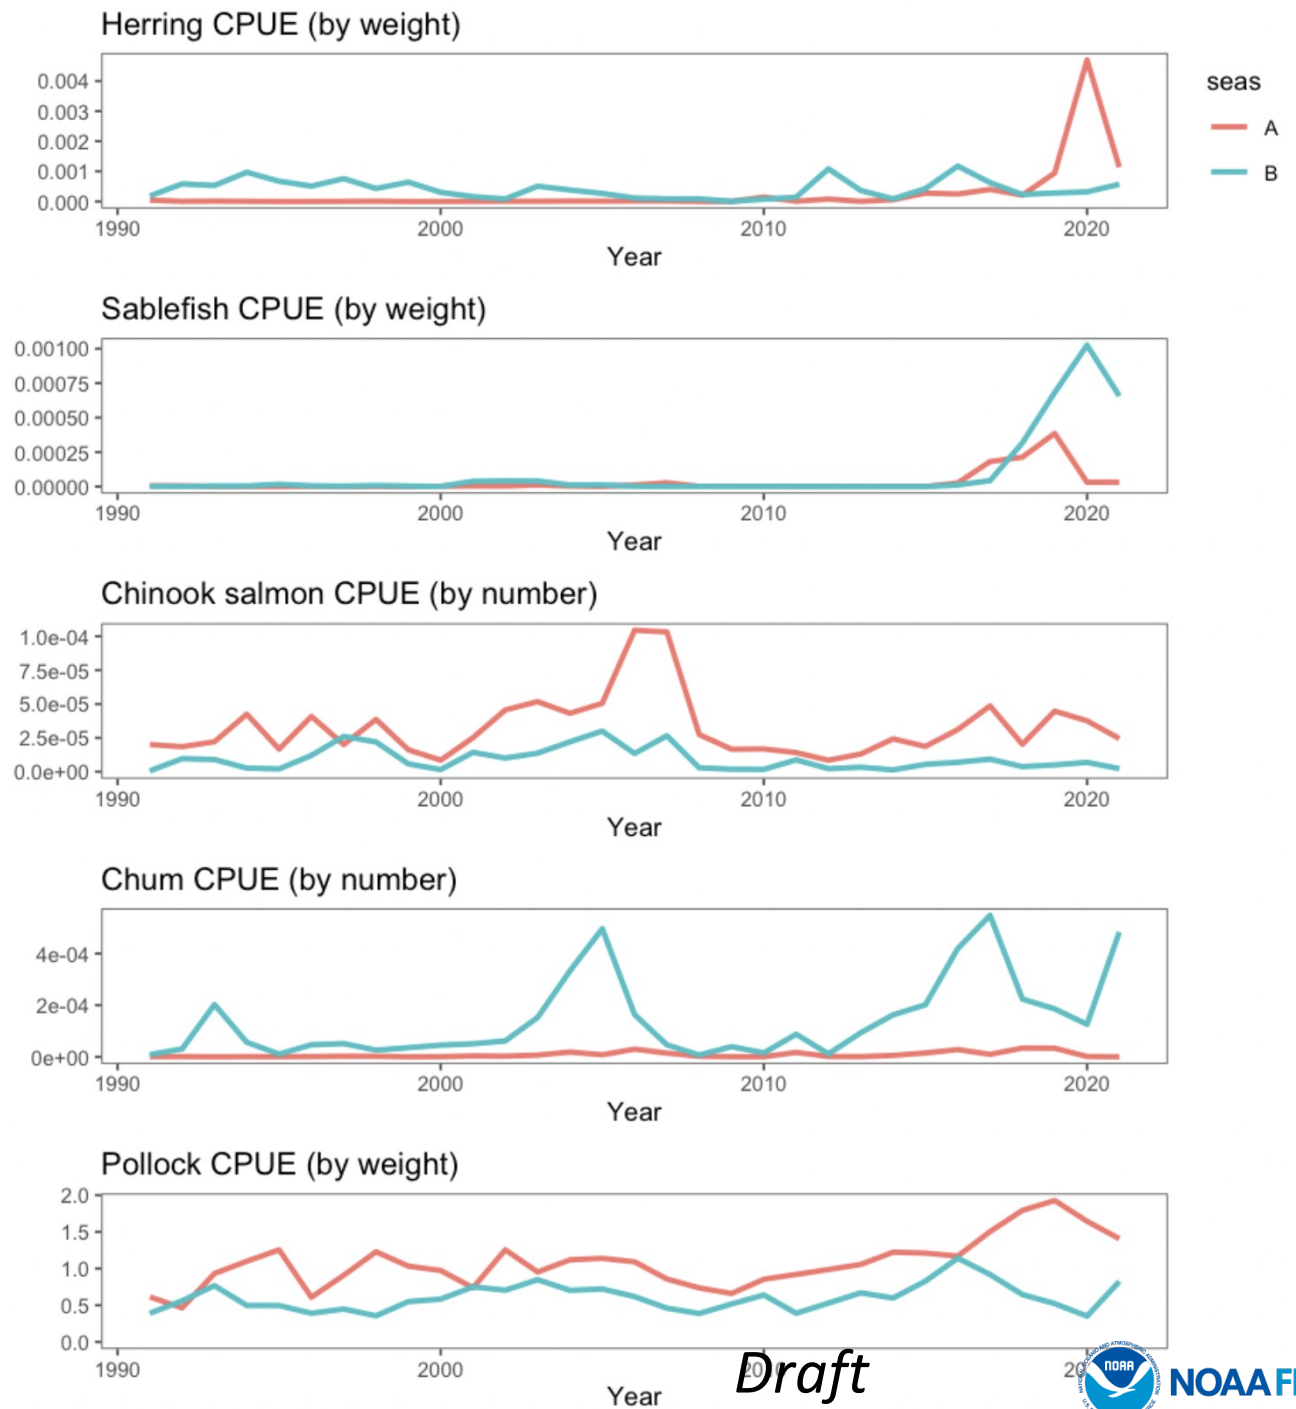 Herring CPUE (by weight)
0.004
0.003
0.002
0.001
0.000
1990 2000 2010 2020
Year
seas
A
B
Sablefish CPUE (by weight)
0.00100
0.00075
0.00050
0.00025
0.00000
1990 2000 2010 2020
Year
Chinook salmon CPUE (by number)
1.0e-04
7.5e-05
5.0e-05
2.5e-05
0.0e+00
1990 2000 2010 2020
Year
Chum CPUE (by number)
4e-04
2e-04
0e+00
1990 2000 2010 2020
Year
Pollock CPUE (by weight)
2.0
1.5
1.0
0.5
0.0
1990 2000
Year
Draft
NOAA
NOAA